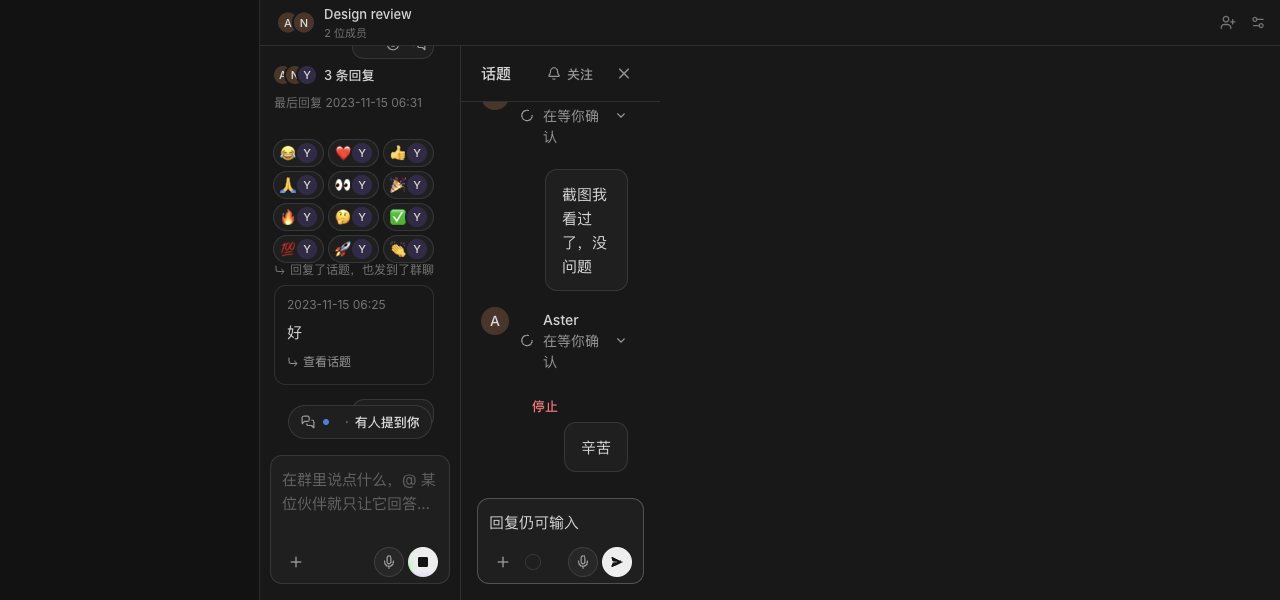 A N
Design review
2 位成员
A N Y 3 条回复
最后回复 2023-11-15 06:31
😂 Y ❤️ Y 👍 Y
🙏 Y 👀 Y 🎉 Y
🔥 Y 🤔 Y ✅ Y
💯 Y 🚀 Y 👏 Y
回复了话题，也发到了群聊
2023-11-15 06:25
好
查看话题
· 有人提到你
在群里说点什么，@ 某
位伙伴就只让它回答...
话题
关注
在等你确
认
截图我
看过
了，没
问题
A
Aster
在等你确
认
停止
辛苦
回复仍可输入